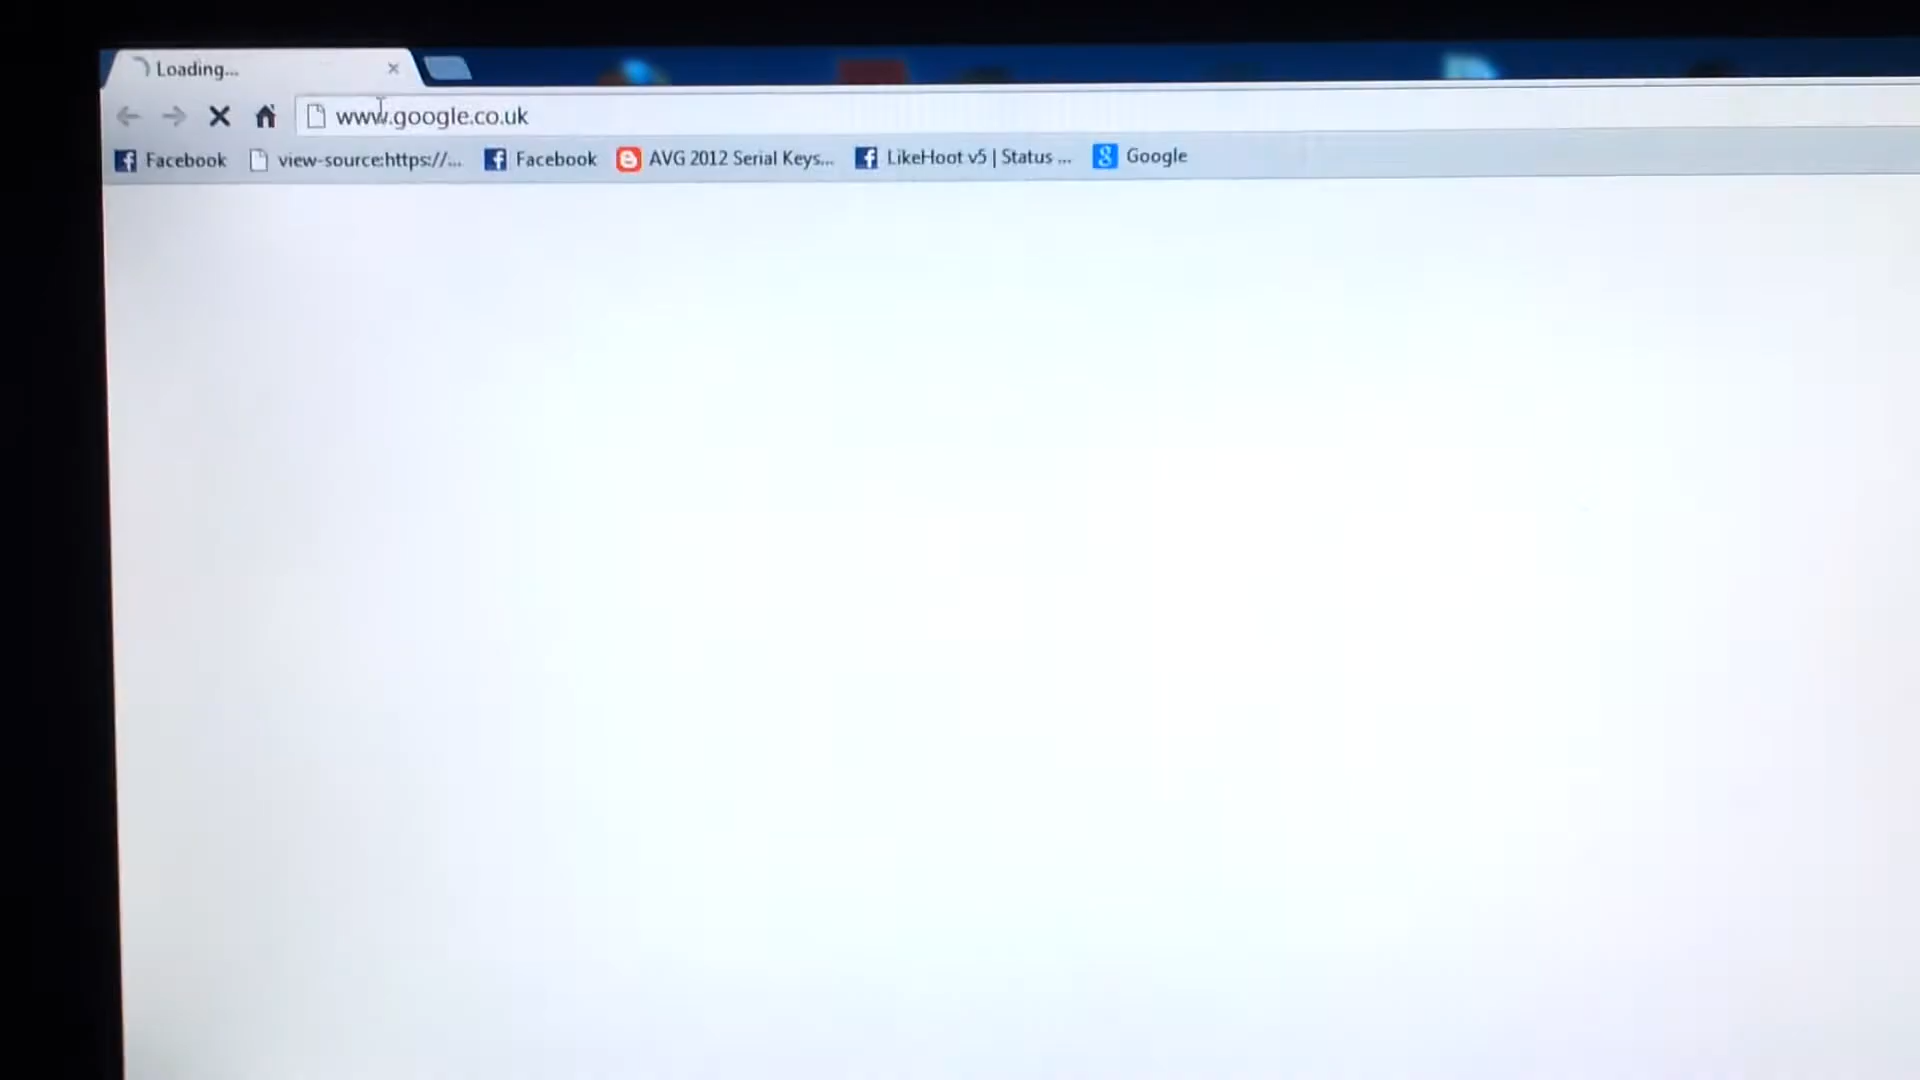 Loading...
www.google.co.uk
Facebook view-source:https://... Facebook AVG 2012 Serial Keys... LikeHoot v5 | Status ... Google